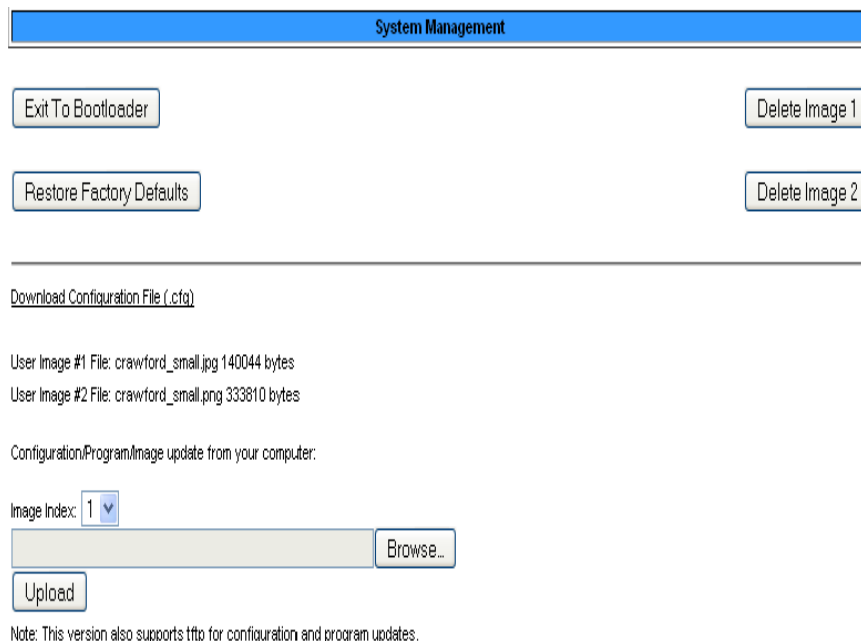 System Management
Exit To Bootloader
Delete Image 1
Restore Factory Defaults
Delete Image 2
Download Configuration File (.cfg)
User Image #1 File: crawford_small.jpg 140044 bytes
User Image #2 File: crawford_small.png 333810 bytes
Configuration/Program/Image update from your computer:
Image Index: 1
Browse...
Upload
Note: This version also supports tftp for configuration and program updates.